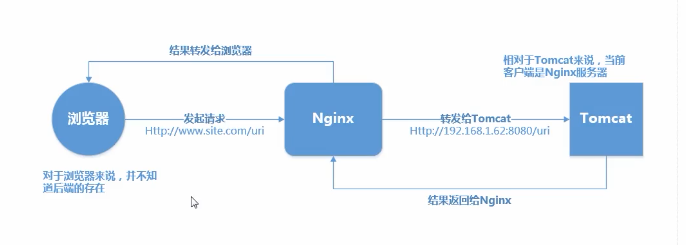 结果转发给浏览器
相对于Tomcat来说，当前
客户端是Nginx服务器
浏览器
发起请求
Http://www.site.com/uri
Nginx
转发给Tomcat
Http://192.168.1.62:8080/uri
Tomcat
对于浏览器来说，并不知
道后端的存在
结果返回给Nginx